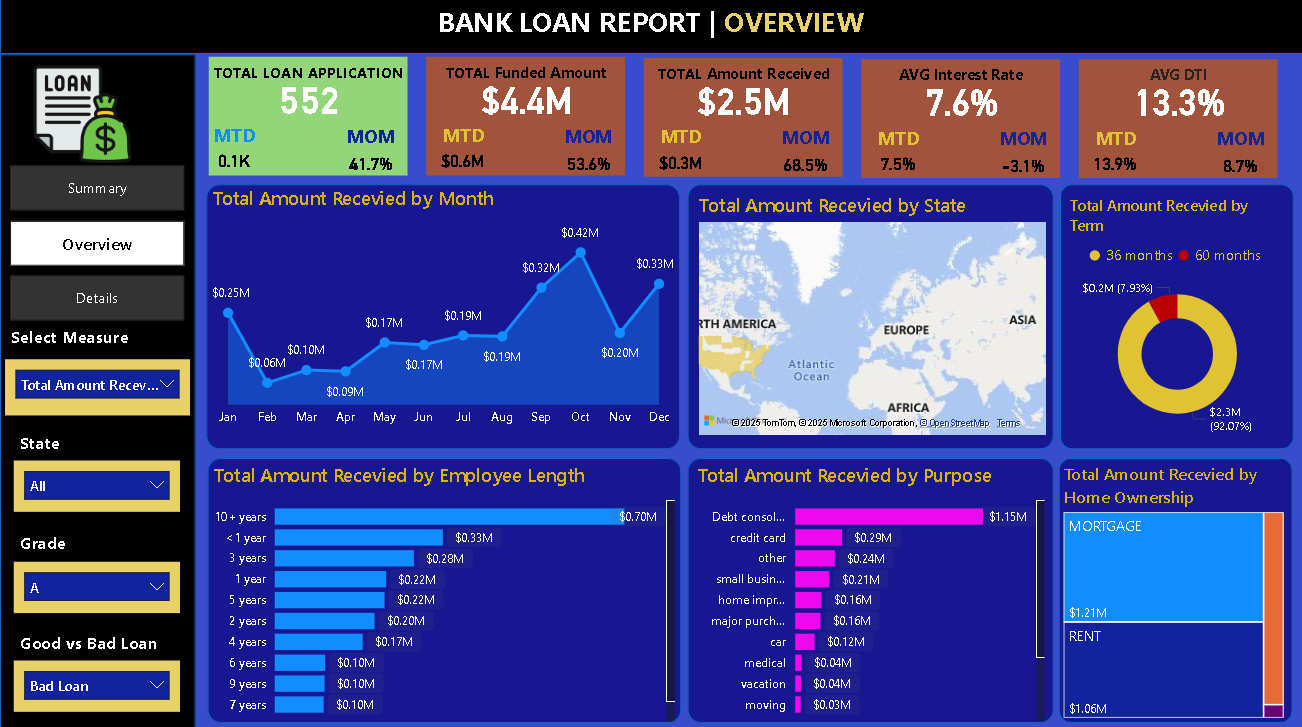 BANK LOAN REPORT | OVERVIEW
LOAN
$
Summary
Overview
Details
Select Measure
Total Amount Recev...
State
All
Grade
A
Good vs Bad Loan
Bad Loan
TOTAL LOAN APPLICATION
552
MTD MOM
0.1K 41.7%
TOTAL Funded Amount
$4.4M
MTD MOM
$0.6M 53.6%
TOTAL Amount Received
$2.5M
MTD MOM
$0.3M 68.5%
AVG Interest Rate
7.6%
MTD MOM
7.5% -3.1%
AVG DTI
13.3%
MTD MOM
13.9% 8.7%
Total Amount Recevied by Month
$0.25M
$0.06M
$0.10M
$0.09M
$0.17M
$0.17M
$0.19M
$0.19M
$0.32M
$0.42M
$0.20M
$0.33M
Jan Feb Mar Apr May Jun Jul Aug Sep Oct Nov Dec
Total Amount Recevied by State
RTH AMERICA
EUROPE
ASIA
Atlantic
Ocean
AFRICA
© 2025 TomTom, © 2025 Microsoft Corporation, © OpenStreetMap Terms
Total Amount Recevied by
Term
36 months 60 months
$0.2M (7.93%)
$2.3M
(92.07%)
Total Amount Recevied by Employee Length
10+ years $0.70M
< 1 year $0.33M
3 years $0.28M
1 year $0.22M
5 years $0.22M
2 years $0.20M
4 years $0.17M
6 years $0.10M
9 years $0.10M
7 years $0.10M
Total Amount Recevied by Purpose
Debt consol... $1.15M
credit card $0.29M
other $0.24M
small busin... $0.21M
home impr... $0.16M
major purch... $0.16M
car $0.12M
medical $0.04M
vacation $0.04M
moving $0.03M
Total Amount Recevied by
Home Ownership
MORTGAGE
$1.21M
RENT
$1.06M